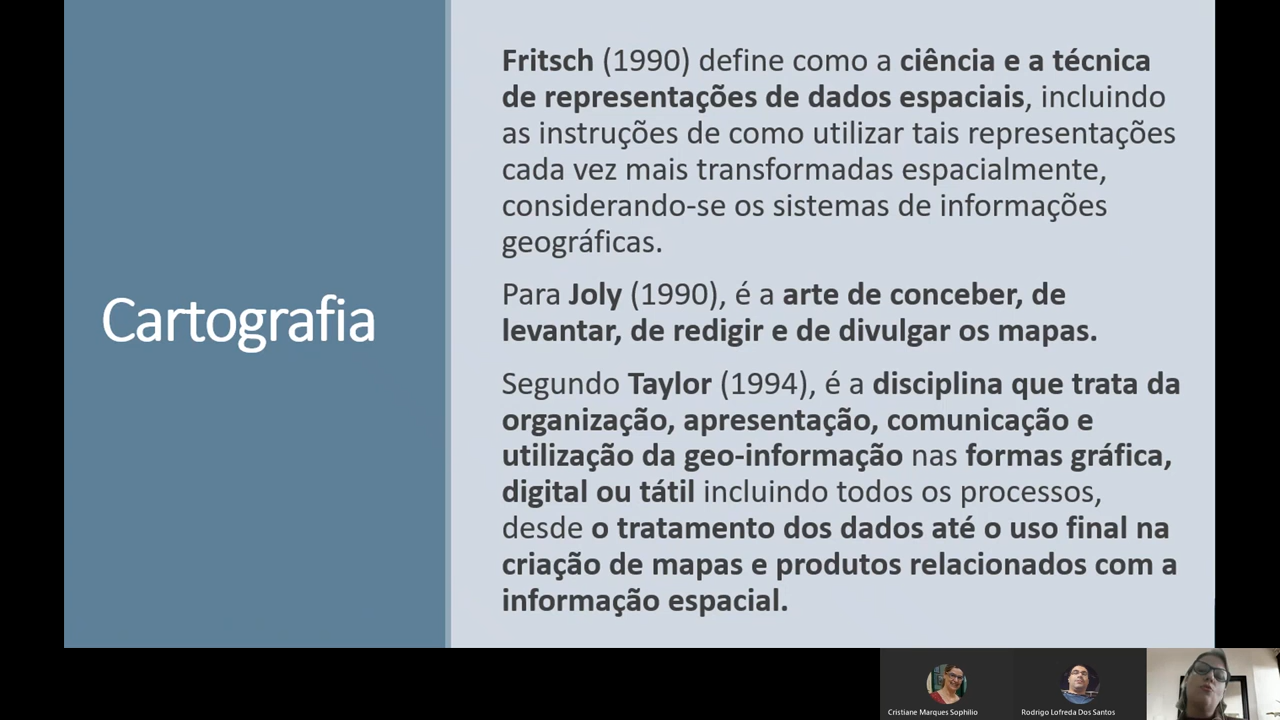 Cartografia
Fritsch (1990) define como a ciência e a técnica
de representações de dados espaciais, incluindo
as instruções de como utilizar tais representações
cada vez mais transformadas espacialmente,
considerando-se os sistemas de informações
geográficas.
Para Joly (1990), é a arte de conceber, de
levantar, de redigir e de divulgar os mapas.
Segundo Taylor (1994), é a disciplina que trata da
organização, apresentação, comunicação e
utilização da geo-informação nas formas gráfica,
digital ou tátil incluindo todos os processos,
desde o tratamento dos dados até o uso final na
criação de mapas e produtos relacionados com a
informação espacial.
Cristiane Marques Sophilio
Rodrigo Lofreda Dos Santos